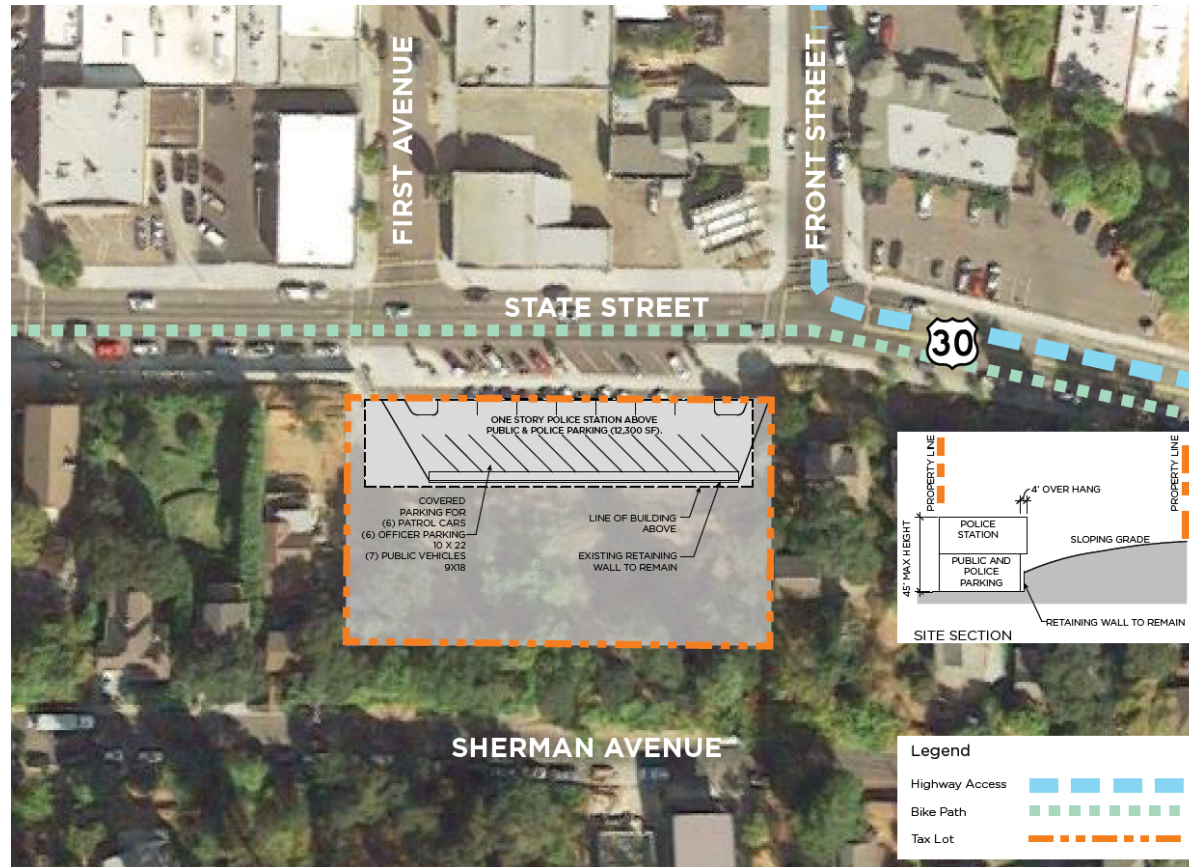 FIRST AVENUE
FRONT STREET
STATE STREET
30
ONE STORY POLICE STATION ABOVE
PUBLIC & POLICE PARKING (12,300 SF).
COVERED
PARKING FOR
(6) PATROL CARS
(6) OFFICER PARKING
10 X 22
(7) PUBLIC VEHICLES
9X18
LINE OF BUILDING
ABOVE
EXISTING RETAINING
WALL TO REMAIN
PROPERTY LINE
PROPERTY LINE
4' OVER HANG
POLICE
STATION
SLOPING GRADE
PUBLIC AND
POLICE
PARKING
45' MAX HEIGHT
RETAINING WALL TO REMAIN
SITE SECTION
SHERMAN AVENUE
Legend
Highway Access
Bike Path
Tax Lot